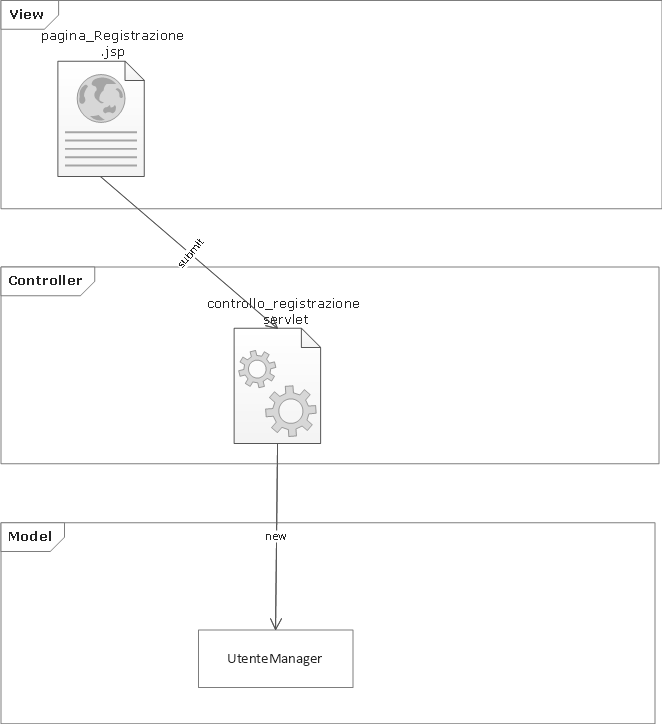 View
pagina_Registrazione
.jsp
submit
Controller
controllo_registrazione
servlet
Model
new
UtenteManager